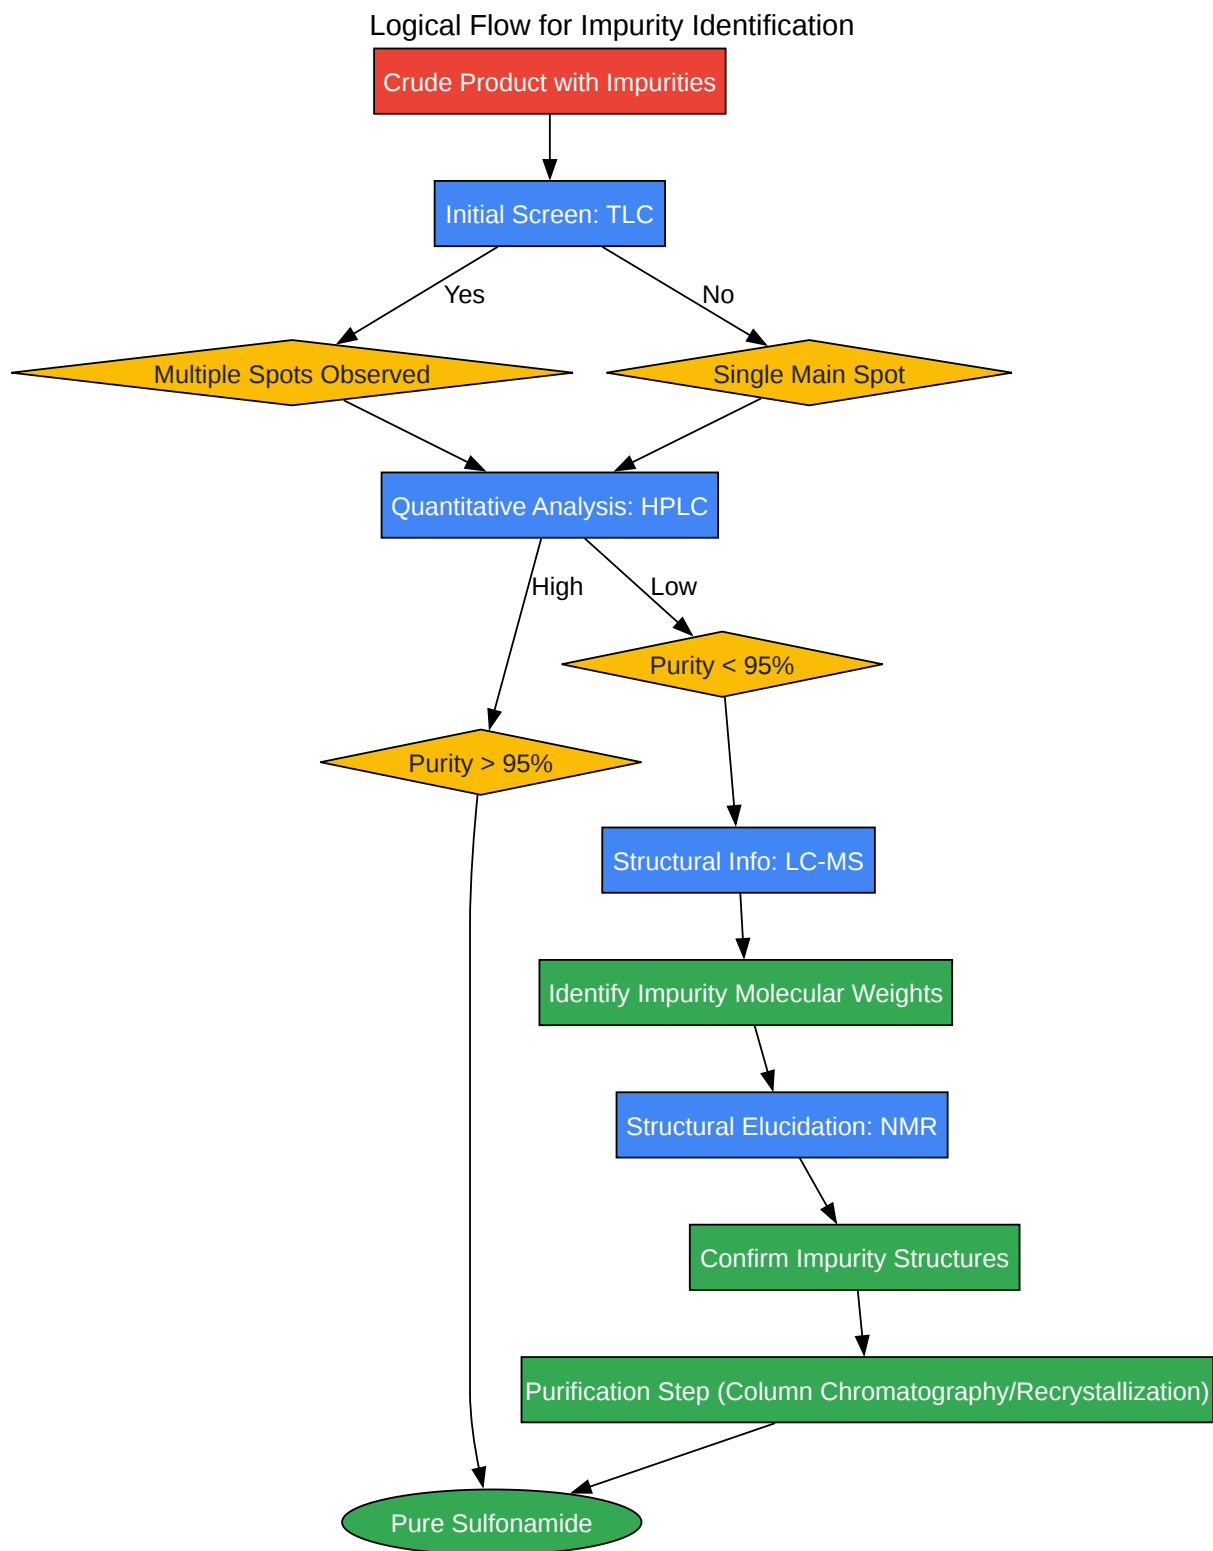 Logical Flow for Impurity Identification
Crude Product with Impurities
Initial Screen: TLC
Yes
No
Multiple Spots Observed
Single Main Spot
Quantitative Analysis: HPLC
High
Low
Purity < 95%
Purity > 95%
Structural Info: LC-MS
Identify Impurity Molecular Weights
Structural Elucidation: NMR
Confirm Impurity Structures
Purification Step (Column Chromatography/Recrystallization)
Pure Sulfonamide